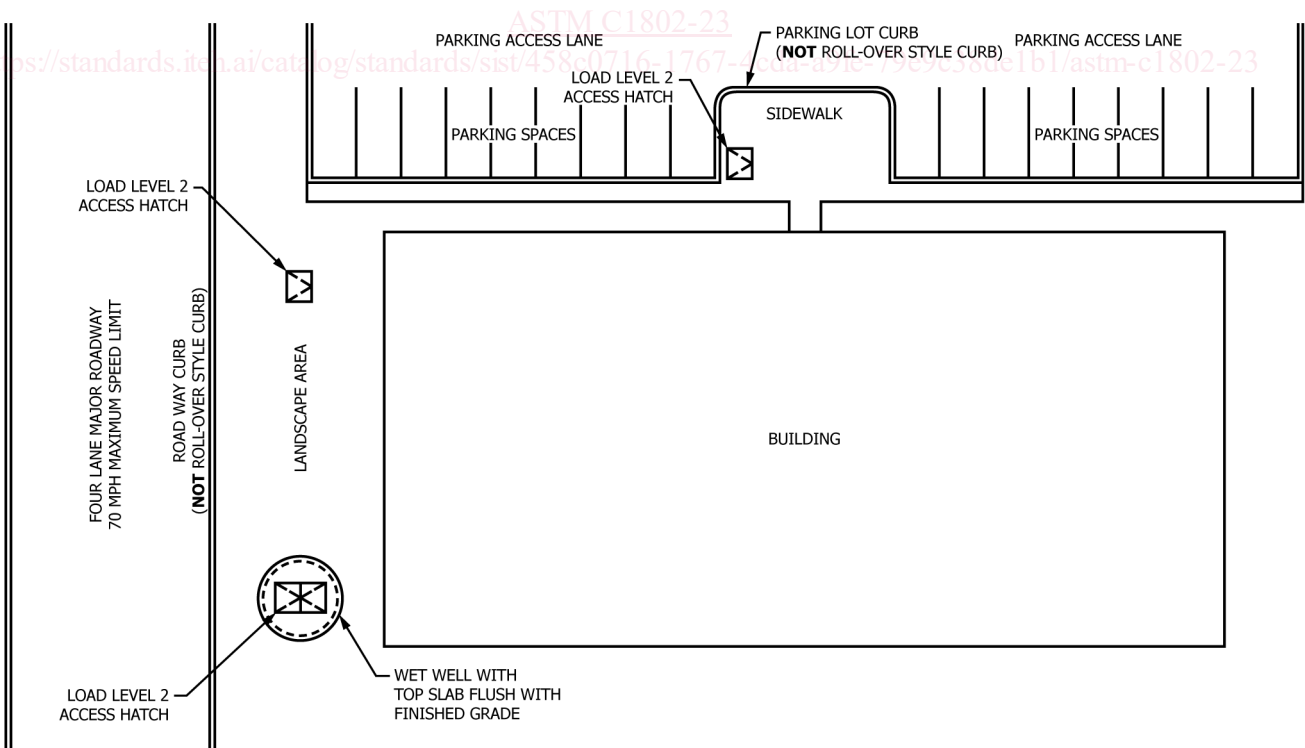 ASTM C1802-23
ps://standards.iteh.ai/catalog/standards/sist/458c0716-1767-4cda-a9fe-79e9c38de1b1/astm-c1802-23
PARKING ACCESS LANE
PARKING LOT CURB
(NOT ROLL-OVER STYLE CURB)
PARKING ACCESS LANE
LOAD LEVEL 2
ACCESS HATCH
SIDEWALK
PARKING SPACES
PARKING SPACES
LOAD LEVEL 2
ACCESS HATCH
FOUR LANE MAJOR ROADWAY
70 MPH MAXIMUM SPEED LIMIT
ROAD WAY CURB
(NOT ROLL-OVER STYLE CURB)
LANDSCAPE AREA
BUILDING
LOAD LEVEL 2
ACCESS HATCH
WET WELL WITH
TOP SLAB FLUSH WITH
FINISHED GRADE